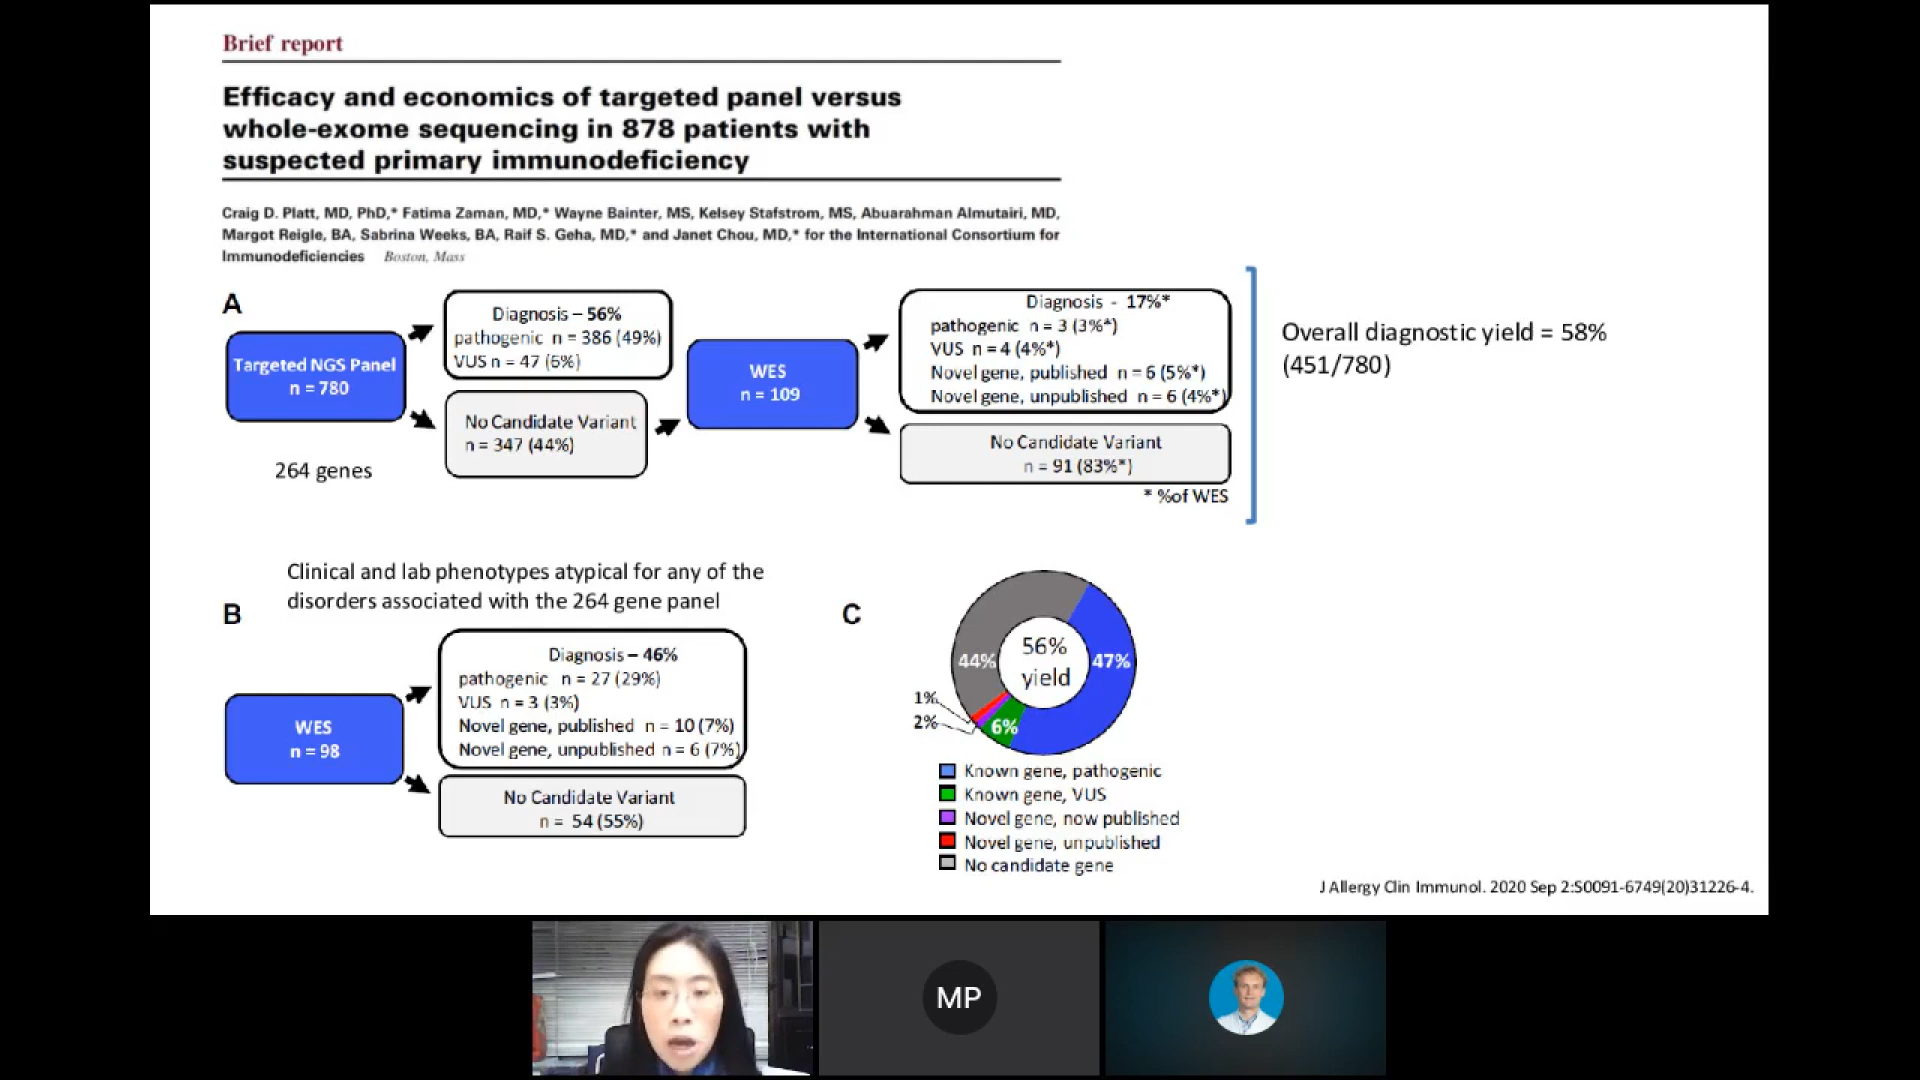 Brief report
Efficacy and economics of targeted panel versus
whole-exome sequencing in 878 patients with
suspected primary immunodeficiency
Craig D. Platt, MD, PhD,* Fatima Zaman, MD,* Wayne Bainter, MS, Kelsey Stafstrom, MS, Abuarahman Almutairi, MD,
Margot Reigle, BA, Sabrina Weeks, BA, Raif S. Geha, MD,* and Janet Chou, MD,* for the International Consortium for
Immunodeficiencies Boston, Mass
A
Targeted NGS Panel
n = 780
264 genes
Diagnosis – 56%
pathogenic n = 386 (49%)
VUS n = 47 (6%)
No Candidate Variant
n = 347 (44%)
WES
n = 109
Diagnosis - 17%*
pathogenic n = 3 (3%*)
VUS n = 4 (4%*)
Novel gene, published n = 6 (5%*)
Novel gene, unpublished n = 6 (4%*)
No Candidate Variant
n = 91 (83%*)
* %of WES
Overall diagnostic yield = 58%
(451/780)
Clinical and lab phenotypes atypical for any of the
disorders associated with the 264 gene panel
B
WES
n = 98
Diagnosis – 46%
pathogenic n = 27 (29%)
VUS n = 3 (3%)
Novel gene, published n = 10 (7%)
Novel gene, unpublished n = 6 (7%)
No Candidate Variant
n = 54 (55%)
C
56%
yield
44%
47%
1%
2%
6%
Known gene, pathogenic
Known gene, VUS
Novel gene, now published
Novel gene, unpublished
No candidate gene
J Allergy Clin Immunol. 2020 Sep 2:S0091-6749(20)31226-4.
MP